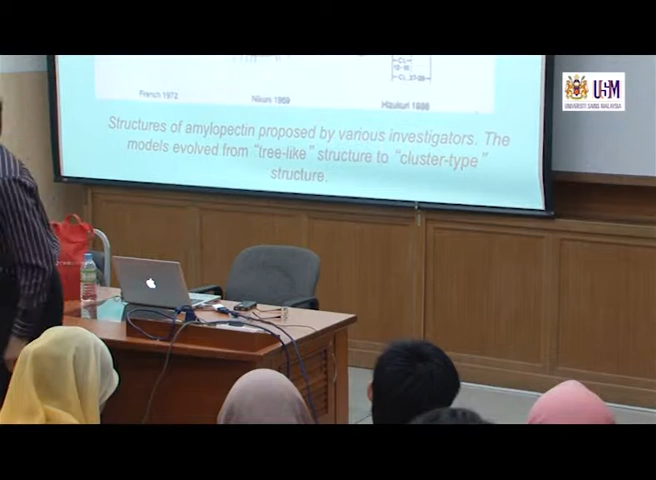 USM
UNIVERSITI SAINS MALAYSIA
French 1972
Nikuni 1969
Hizukuri 1986
Structures of amylopectin proposed by various investigators. The
models evolved from “tree-like” structure to “cluster-type”
structure.